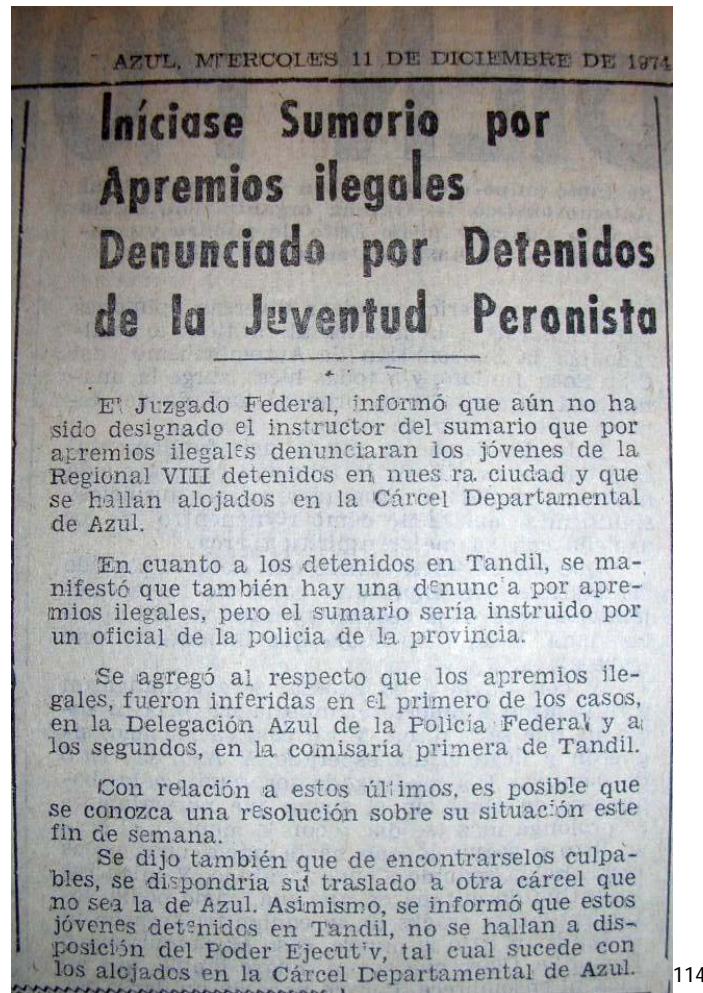 AZUL, MIERCOLES 11 DE DICIEMBRE DE 1974
Iníciase Sumario por
Apremios ilegales
Denunciado por Detenidos
de la Juventud Peronista
El Juzgado Federal, informó que aún no ha
sido designado el instructor del sumario que por
apremios ilegales denunciaran los jóvenes de la
Regional VIII detenidos en nues ra ciudad y que
se hallan alojados en la Cárcel Departamental
de Azul.
En cuanto a los detenidos en Tandil, se ma-
nifestó que también hay una denunc'a por apre-
mios ilegales, pero el sumario sería instruido por
un oficial de la policia de la provincia.
Se agregó al respecto que los apremios ile-
gales, fueron inferidas en el primero de los casos,
en la Delegación Azul de la Policía Federal y a
los segundos, en la comisaría primera de Tandil.
Con relación a estos últimos, es posible que
se conozca una resolución sobre su situación este
fin de semana.
Se dijo también que de encontrarselos culpa-
bles, se dispondría su traslado a otra cárcel que
no sea la de Azul. Asimismo, se informó que estos
jóvenes detenidos en Tandil, no se hallan a dis-
posición del Poder Ejecut'v, tal cual sucede con
los alojados en la Cárcel Departamental de Azul.
114